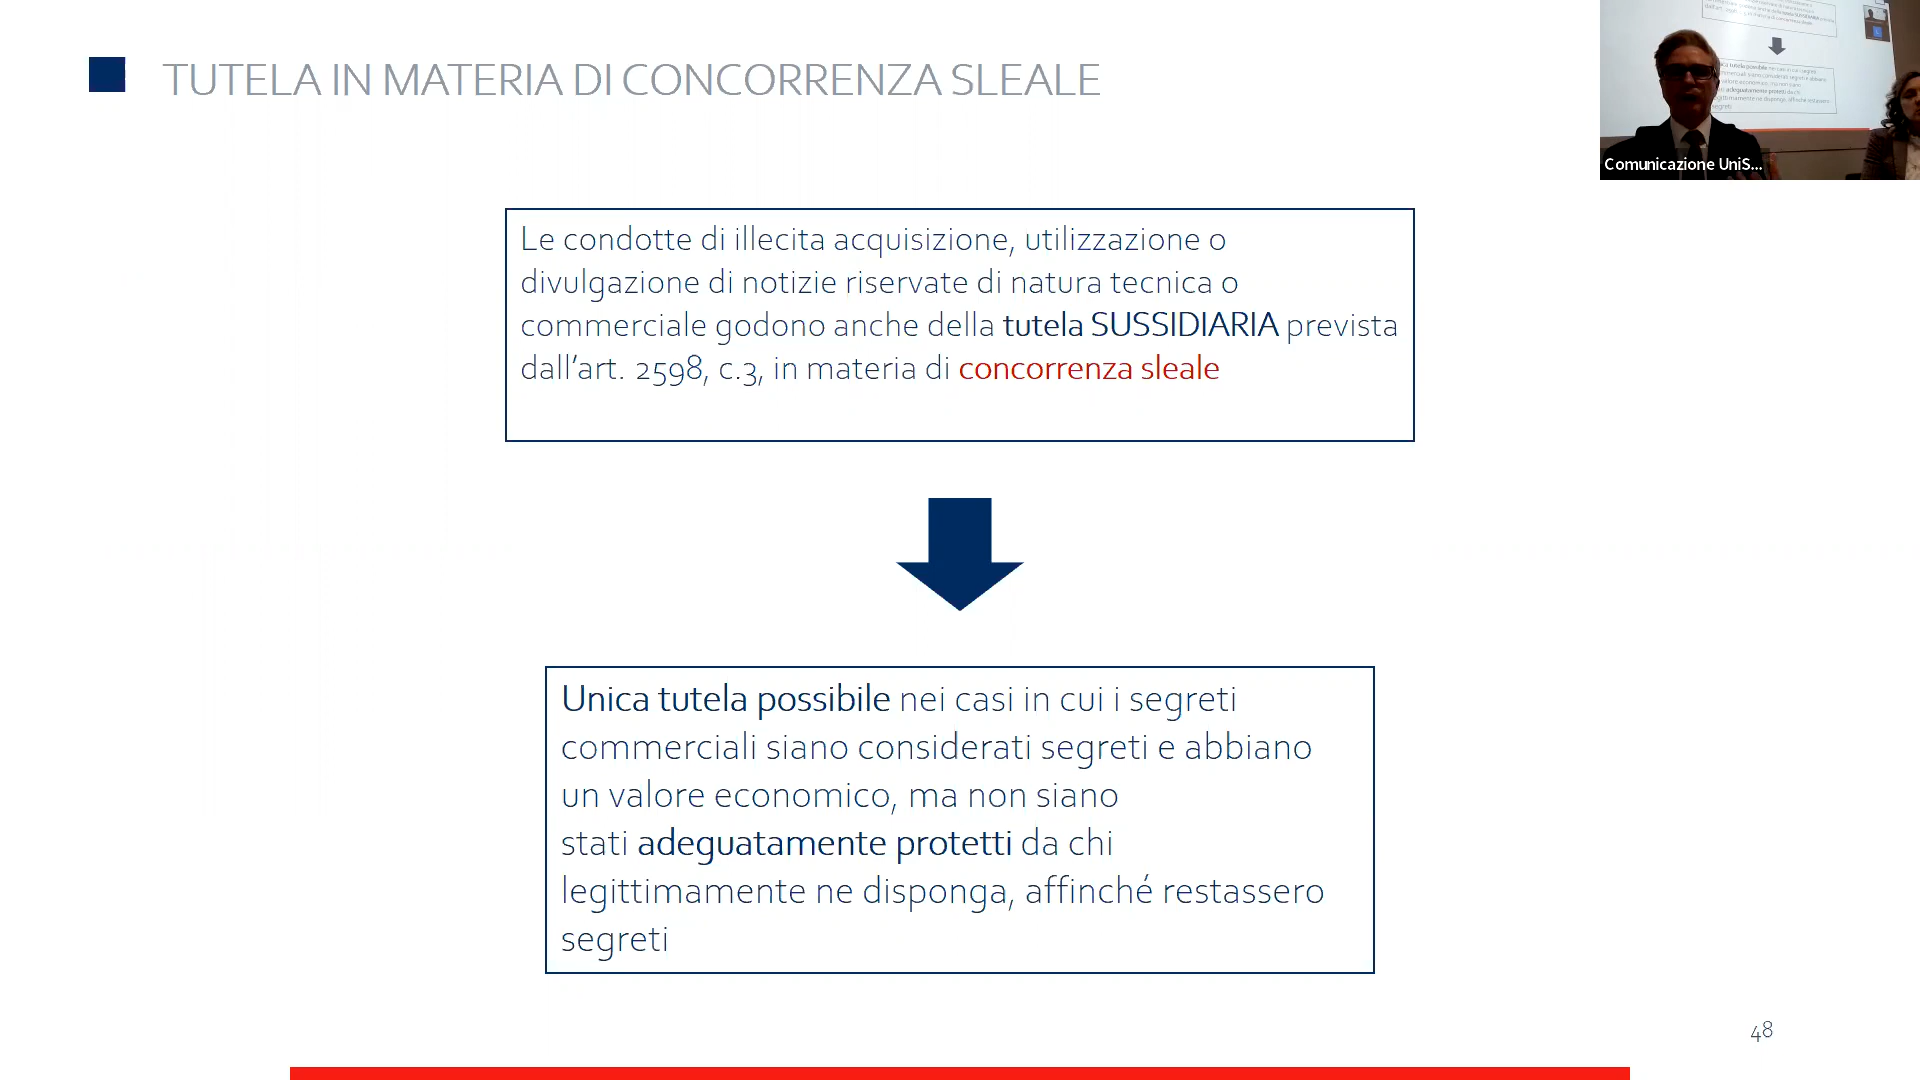 TUTELA IN MATERIA DI CONCORRENZA SLEALE
Comunicazione UniS...
Le condotte di illecita acquisizione, utilizzazione o
divulgazione di notizie riservate di natura tecnica o
commerciale godono anche della tutela SUSSIDIARIA prevista
dall'art. 2598, c.3, in materia di concorrenza sleale
Unica tutela possibile nei casi in cui i segreti
commerciali siano considerati segreti e abbiano
un valore economico, ma non siano
stati adeguatamente protetti da chi
legittimamente ne disponga, affinché restassero
segreti
48